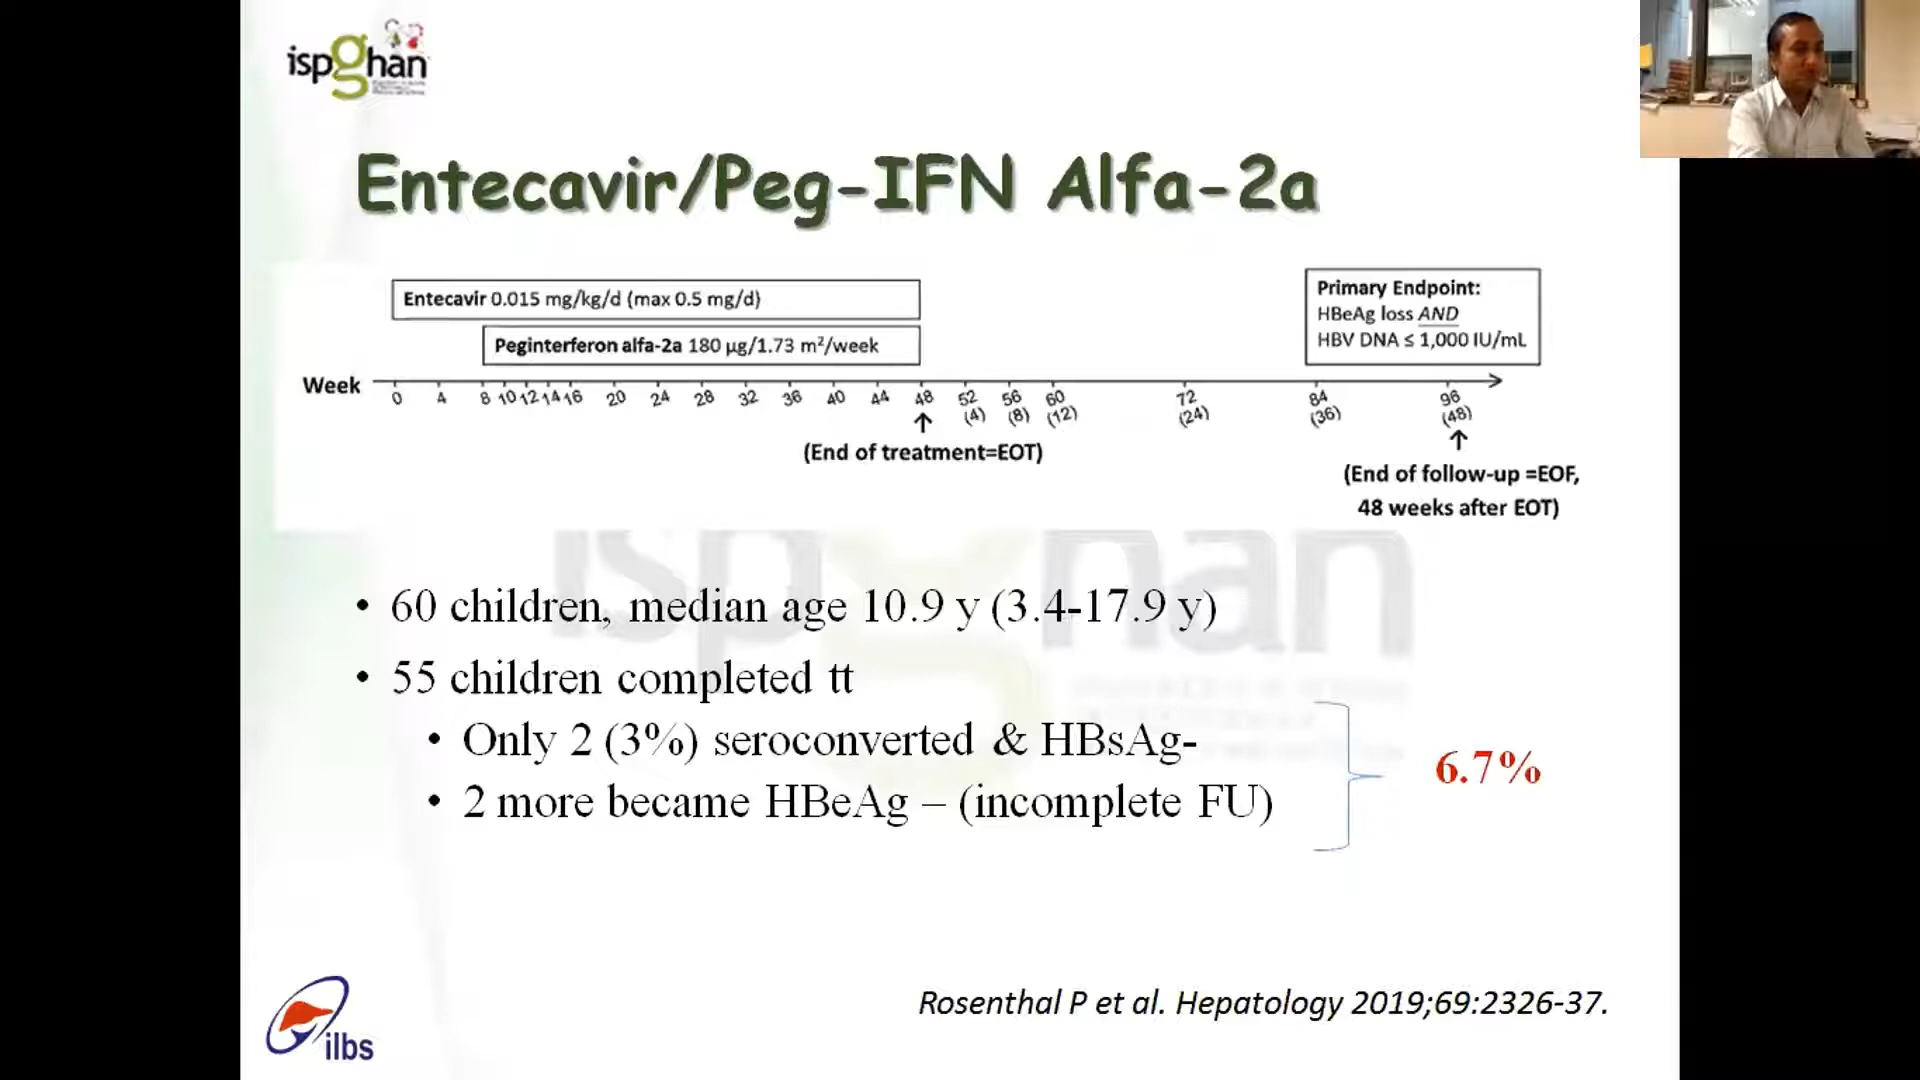 ispghan
Entecavir/Peg-IFN Alfa-2a
Entecavir 0.015 mg/kg/d (max 0.5 mg/d)
Peginterferon alfa-2a 180 µg/1.73 m²/week
Primary Endpoint:
HBeAg loss AND
HBV DNA ≤ 1,000 IU/mL
Week 0 4 8 10 12 14 16 20 24 28 32 36 40 44 48 52 56 60 72 84 96
(4) (8) (12) (24) (36) (48)
(End of treatment=EOT)
(End of follow-up =EOF,
48 weeks after EOT)
ispghan
• 60 children, median age 10.9 y (3.4-17.9 y)
• 55 children completed tt
• Only 2 (3%) seroconverted & HBsAg-
• 2 more became HBeAg – (incomplete FU)
6.7%
Rosenthal P et al. Hepatology 2019;69:2326-37.
ilbs